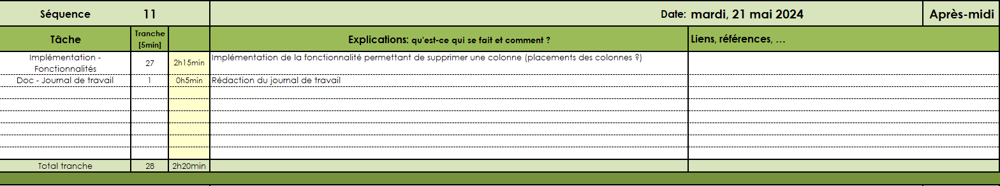 Séquence 11 Date: mardi, 21 mai 2024 Après-midi
Tâche Tranche [5min] Explications: qu'est-ce qui se fait et comment ? Liens, références, ...
Implémentation - Fonctionnalités 27 2h15min Implémentation de la fonctionnalité permettant de supprimer une colonne (placements des colonnes ?)
Doc - Journal de travail 1 0h5min Rédaction du journal de travail
Total tranche 28 2h20min